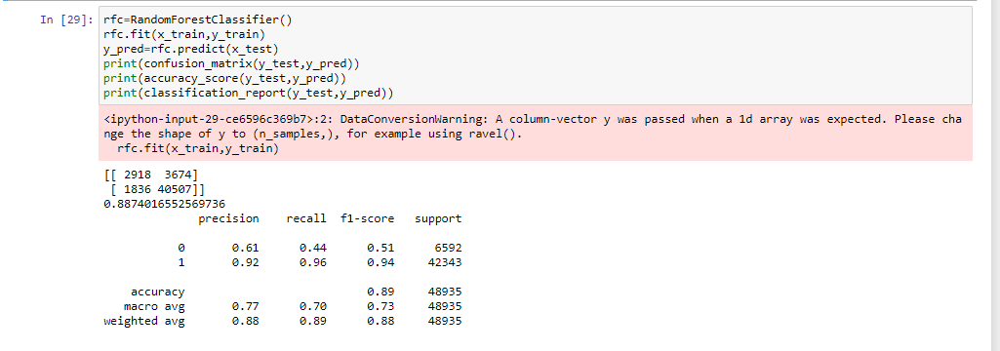 In [29]: rfc=RandomForestClassifier()
rfc.fit(x_train,y_train)
y_pred=rfc.predict(x_test)
print(confusion_matrix(y_test,y_pred))
print(accuracy_score(y_test,y_pred))
print(classification_report(y_test,y_pred))
<ipython-input-29-ce6596c369b7>:2: DataConversionWarning: A column-vector y was passed when a 1d array was expected. Please cha
nge the shape of y to (n_samples,), for example using ravel().
  rfc.fit(x_train,y_train)
[[ 2918  3674]
 [ 1836 40507]]
0.8874016552569736
              precision    recall  f1-score   support
           0       0.61      0.44      0.51      6592
           1       0.92      0.96      0.94     42343
    accuracy                           0.89     48935
   macro avg       0.77      0.70      0.73     48935
weighted avg       0.88      0.89      0.88     48935